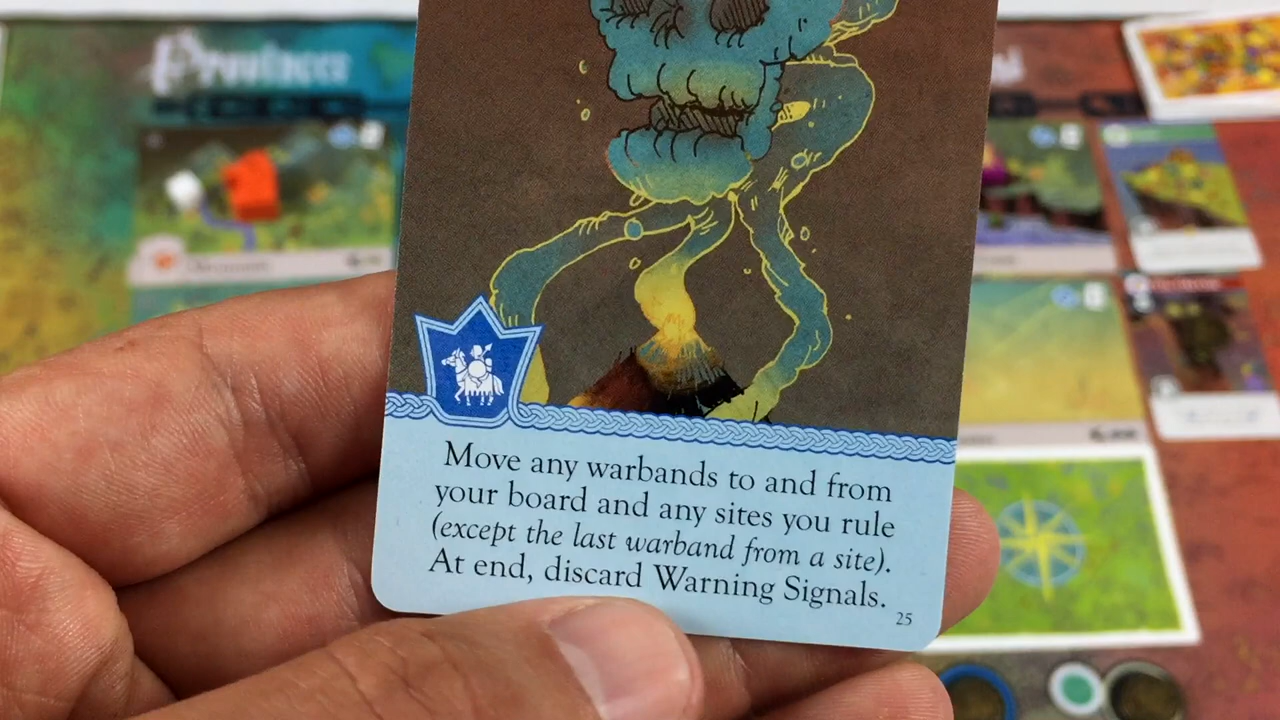 Provinces
Move any warbands to and from
your board and any sites you rule
(except the last warband from a site).
At end, discard Warning Signals.
25